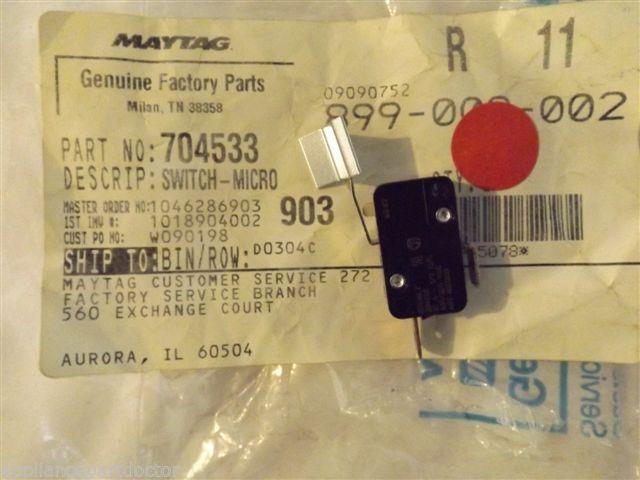 MAYTAG
R 11
Genuine Factory Parts
Milan, TN 38358
09090752
PART NO: 704533
DESCRIP: SWITCH-MICRO
MASTER ORDER NO: 1046286903
903
1ST INV #: 1018904002
CUST PO NO: W090198
SHIP TO: BIN/ROW: D0304C
MAYTAG CUSTOMER SERVICE 272
FACTORY SERVICE BRANCH
560 EXCHANGE COURT
AURORA, IL 60504
5078*
Service